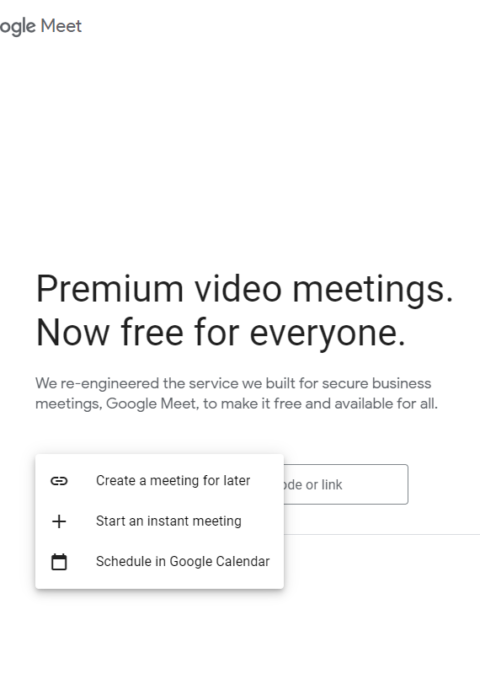 ogle Meet
Premium video meetings.
Now free for everyone.
We re-engineered the service we built for secure business
meetings, Google Meet, to make it free and available for all.
Create a meeting for later
ode or link
Start an instant meeting
Schedule in Google Calendar